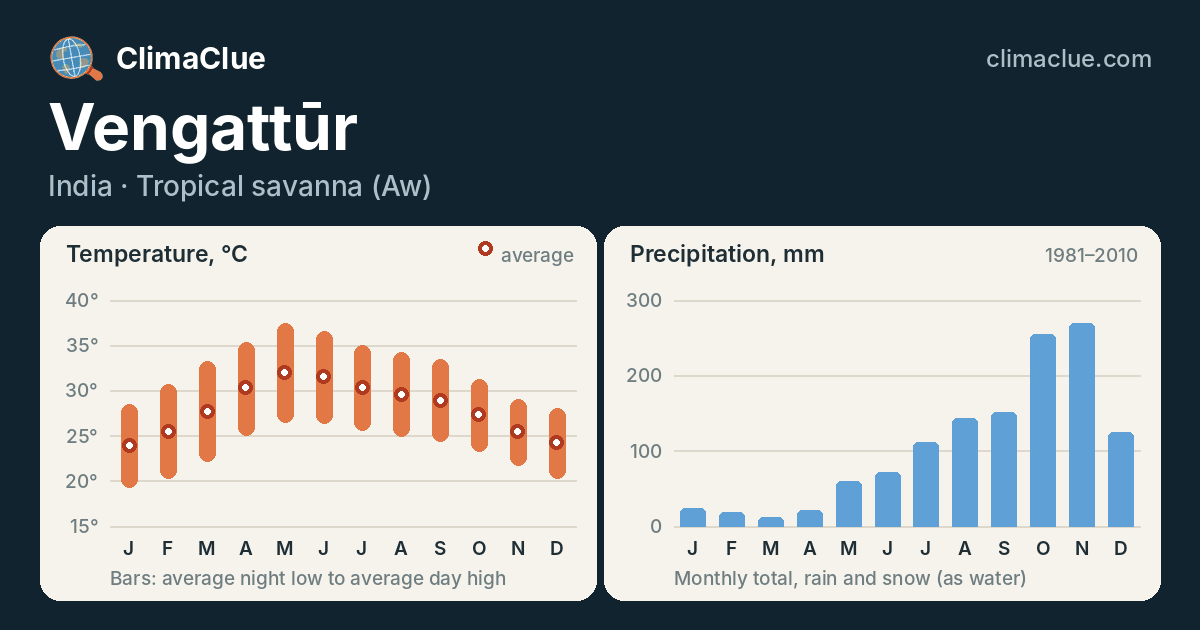 ClimaClue
climaclue.com
Vengattūr
India · Tropical savanna (Aw)
Temperature, °C
average
40°
35°
30°
25°
20°
15°
J F M A M J J A S O N D
Bars: average night low to average day high
Precipitation, mm
1981–2010
300
200
100
0
J F M A M J J A S O N D
Monthly total, rain and snow (as water)